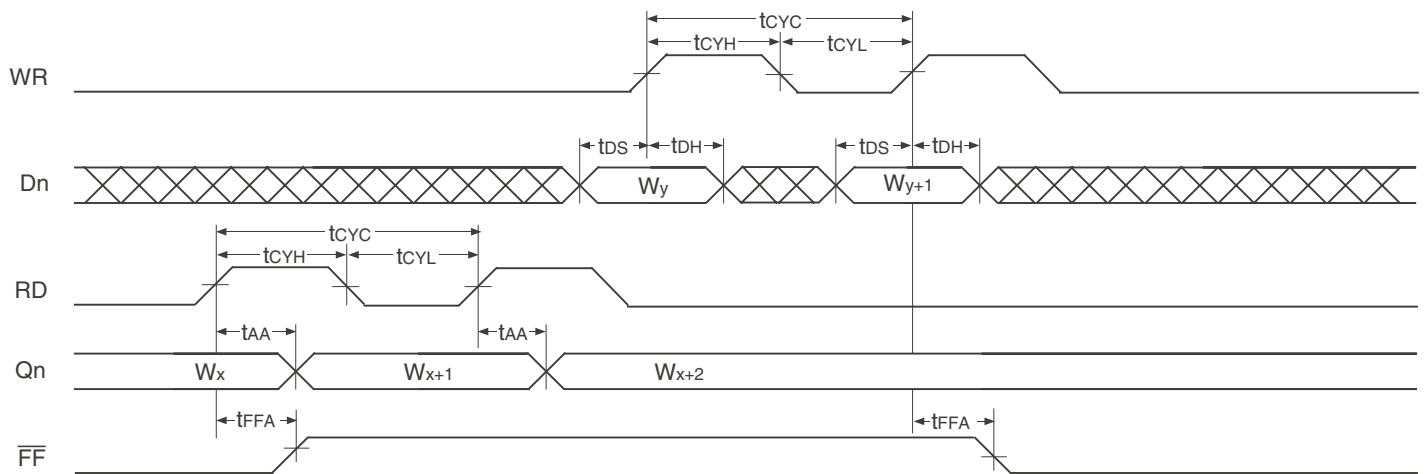 tCYC
tCYH tCYL
WR
tDS tDH tDS tDH
Dn Wy Wy+1
tCYC
tCYH tCYL
RD
tAA tAA
Qn Wx Wx+1 Wx+2
tFFA tFFA
F̅F̅